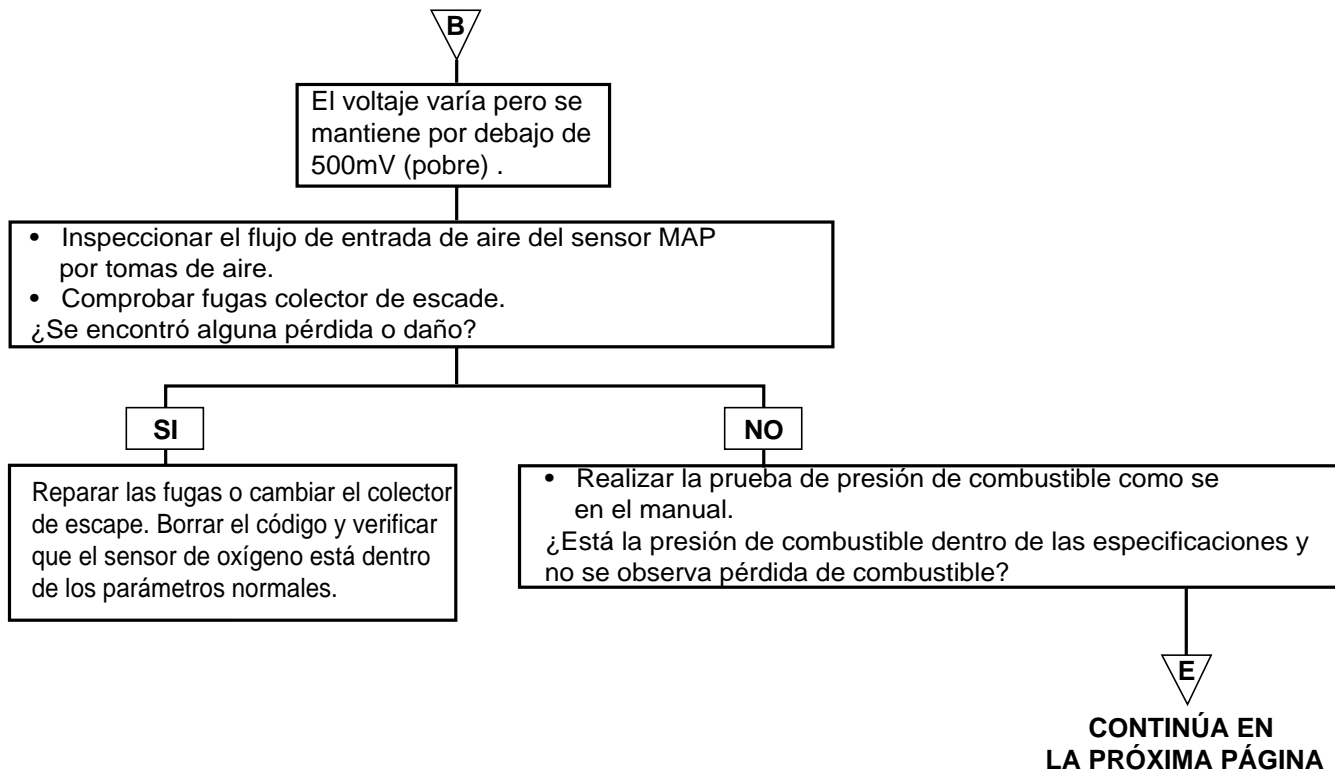 B
El voltaje varía pero se
mantiene por debajo de
500mV (pobre) .
• Inspeccionar el flujo de entrada de aire del sensor MAP
por tomas de aire.
• Comprobar fugas colector de escade.
¿Se encontró alguna pérdida o daño?
SI
NO
Reparar las fugas o cambiar el colector
de escape. Borrar el código y verificar
que el sensor de oxígeno está dentro
de los parámetros normales.
• Realizar la prueba de presión de combustible como se
en el manual.
¿Está la presión de combustible dentro de las especificaciones y
no se observa pérdida de combustible?
E
CONTINÚA EN
LA PRÓXIMA PÁGINA